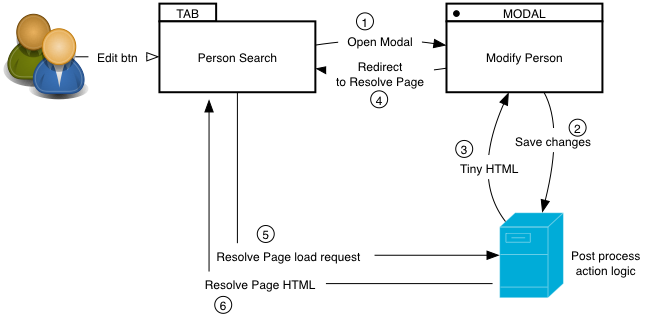 TAB
MODAL
1
Edit btn
Person Search
Open Modal
Modify Person
Redirect
to Resolve Page
4
2
3
Save changes
Tiny HTML
5
Resolve Page load request
Post process
action logic
Resolve Page HTML
6